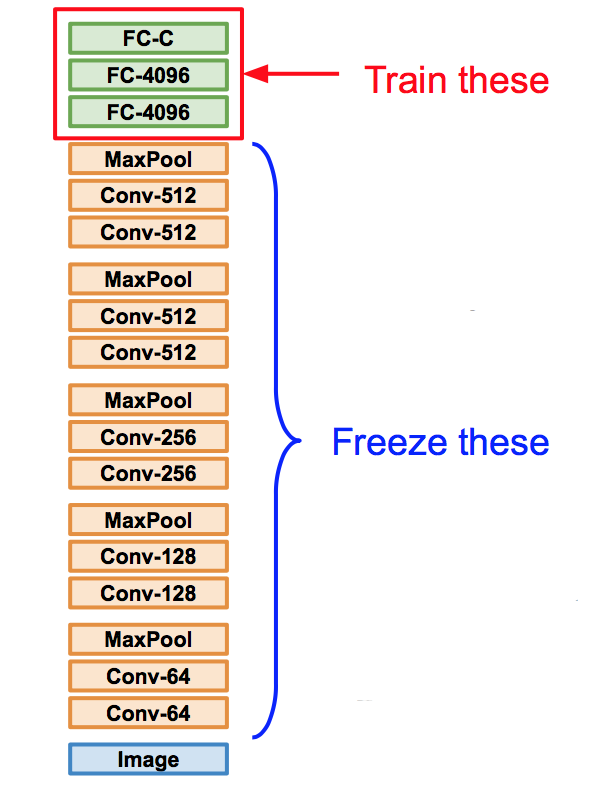 FC-C
FC-4096
Train these
FC-4096
MaxPool
Conv-512
Conv-512
MaxPool
Conv-512
Conv-512
MaxPool
Conv-256
Freeze these
Conv-256
MaxPool
Conv-128
Conv-128
MaxPool
Conv-64
Conv-64
Image